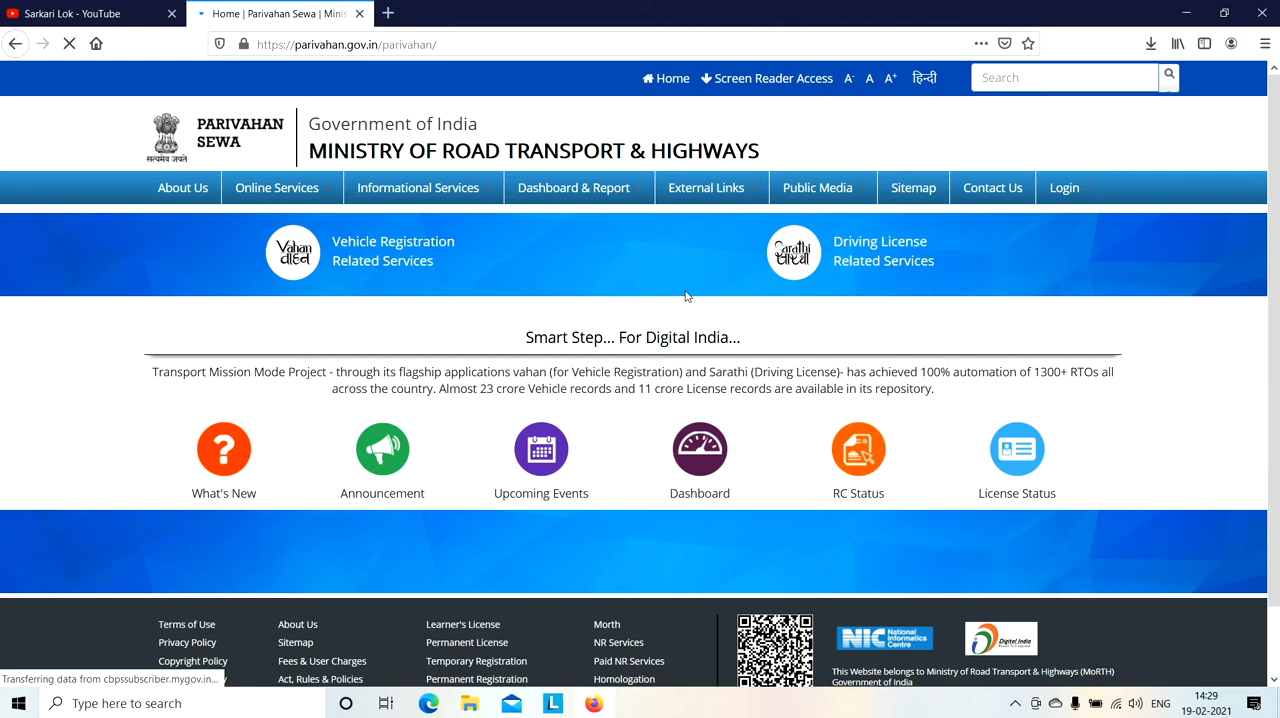 Sarkari Lok - YouTube
Home | Parivahan Sewa | Minis
https://parivahan.gov.in/parivahan/
Home
Screen Reader Access
A-
A
A+
हिन्दी
Search
सत्यमेव जयते
PARIVAHAN
SEWA
Government of India
MINISTRY OF ROAD TRANSPORT & HIGHWAYS
About Us
Online Services
Informational Services
Dashboard & Report
External Links
Public Media
Sitemap
Contact Us
Login
Vahan
वाहन
Vehicle Registration
Related Services
Sarathi
सारथी
Driving License
Related Services
Smart Step... For Digital India...
Transport Mission Mode Project - through its flagship applications vahan (for Vehicle Registration) and Sarathi (Driving License)- has achieved 100% automation of 1300+ RTOs all
across the country. Almost 23 crore Vehicle records and 11 crore License records are available in its repository.
What's New
Announcement
Upcoming Events
Dashboard
RC Status
License Status
Terms of Use
About Us
Learner's License
Morth
Privacy Policy
Sitemap
Permanent License
NR Services
Copyright Policy
Fees & User Charges
Temporary Registration
Paid NR Services
Act, Rules & Policies
Permanent Registration
Homologation
NIC National
Informatics
Centre
Digital India
This Website belongs to Ministry of Road Transport & Highways (MoRTH)
Government of India
Transferring data from cbpssubscriber.mygov.in...
Type here to search
ENG
14:29
19-02-2021